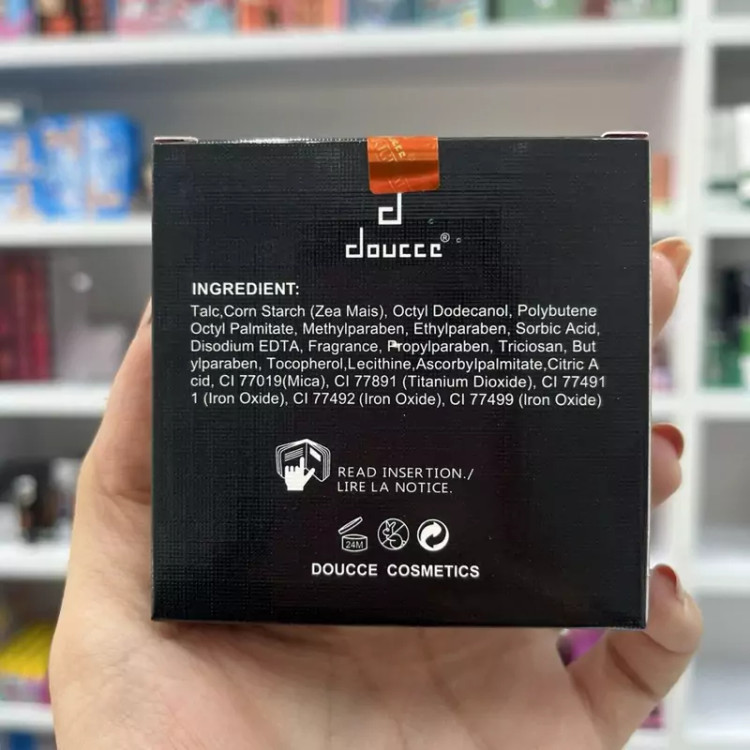 doucce®
INGREDIENT:
Talc,Corn Starch (Zea Mais), Octyl Dodecanol, Polybutene
Octyl Palmitate, Methylparaben, Ethylparaben, Sorbic Acid,
Disodium EDTA, Fragrance, Propylparaben, Triciosan, But
ylparaben, Tocopherol,Lecithine,Ascorbylpalmitate,Citric A
cid, CI 77019(Mica), CI 77891 (Titanium Dioxide), CI 77491
1 (Iron Oxide), CI 77492 (Iron Oxide), CI 77499 (Iron Oxide)
READ INSERTION./
LIRE LA NOTICE.
24M
DOUCCE COSMETICS